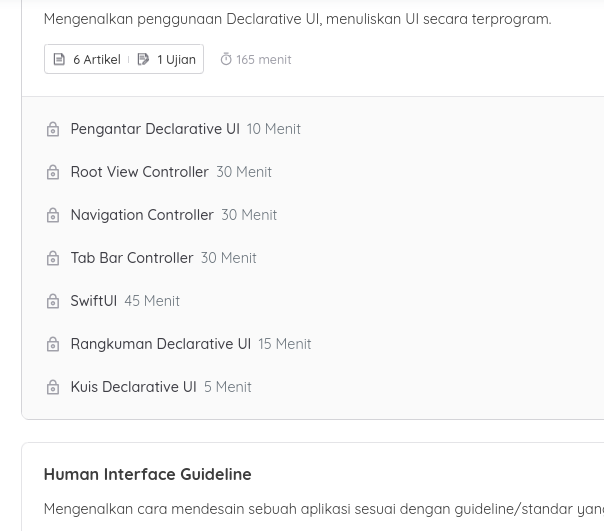 Mengenalkan penggunaan Declarative UI, menuliskan UI secara terprogram.
6 Artikel 1 Ujian 165 menit
Pengantar Declarative UI 10 Menit
Root View Controller 30 Menit
Navigation Controller 30 Menit
Tab Bar Controller 30 Menit
SwiftUI 45 Menit
Rangkuman Declarative UI 15 Menit
Kuis Declarative UI 5 Menit
Human Interface Guideline
Mengenalkan cara mendesain sebuah aplikasi sesuai dengan guideline/standar